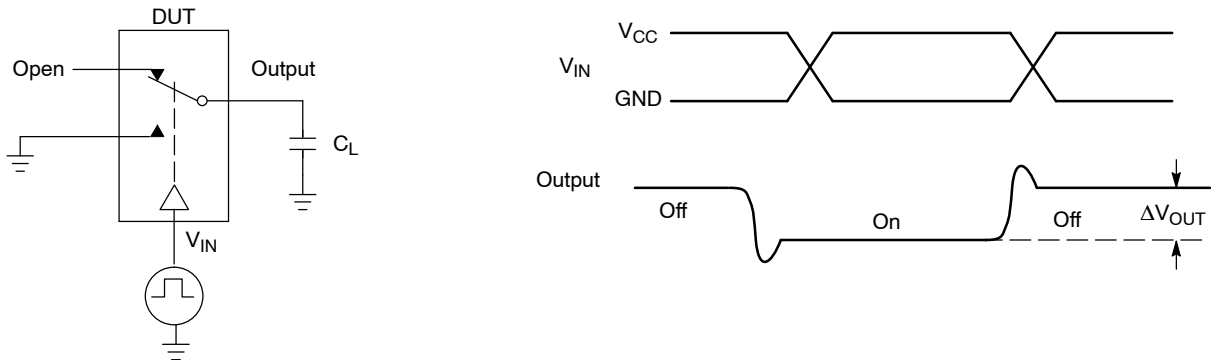 DUT
Open
Output
C_L
V_IN
V_CC
V_IN
GND
Output
Off
On
Off
ΔV_OUT